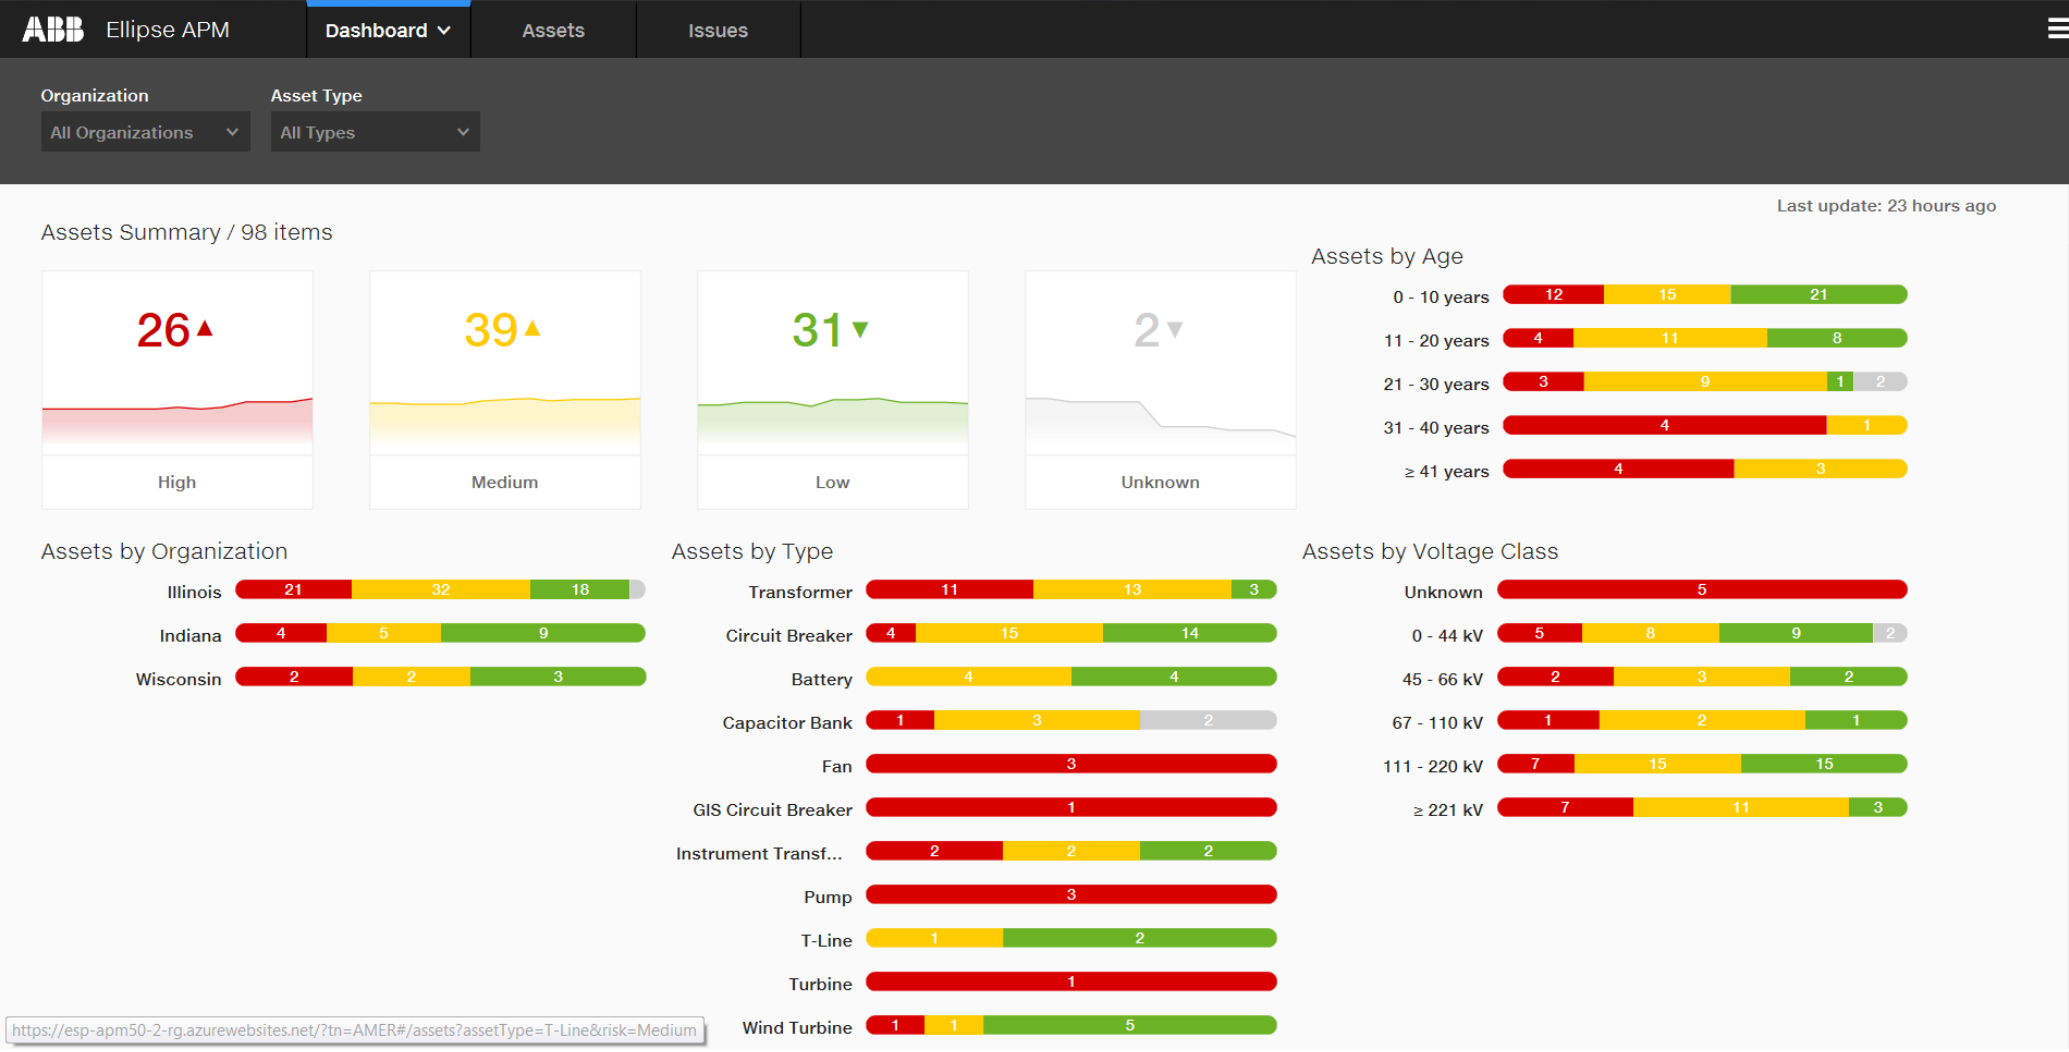 ABB Ellipse APM Dashboard Assets Issues
Organization Asset Type
All Organizations All Types
Last update: 23 hours ago
Assets Summary / 98 items
26 39 31 2
High Medium Low Unknown
Assets by Age
0 - 10 years 12 15 21
11 - 20 years 4 11 8
21 - 30 years 3 9 1 2
31 - 40 years 4 1
≥ 41 years 4 3
Assets by Organization
Illinois 21 32 18
Indiana 4 5 9
Wisconsin 2 2 3
Assets by Type
Transformer 11 13 3
Circuit Breaker 4 15 14
Battery 4 4
Capacitor Bank 1 3 2
Fan 3
GIS Circuit Breaker 1
Instrument Transf... 2 2 2
Pump 3
T-Line 1 2
Turbine 1
Wind Turbine 1 1 5
Assets by Voltage Class
Unknown 5
0 - 44 kV 5 8 9 2
45 - 66 kV 2 3 2
67 - 110 kV 1 2 1
111 - 220 kV 7 15 15
≥ 221 kV 7 11 3
https://esp-apm50-2-rg.azurewebsites.net/?tn=AMER#/assets?assetType=T-Line&risk=Medium